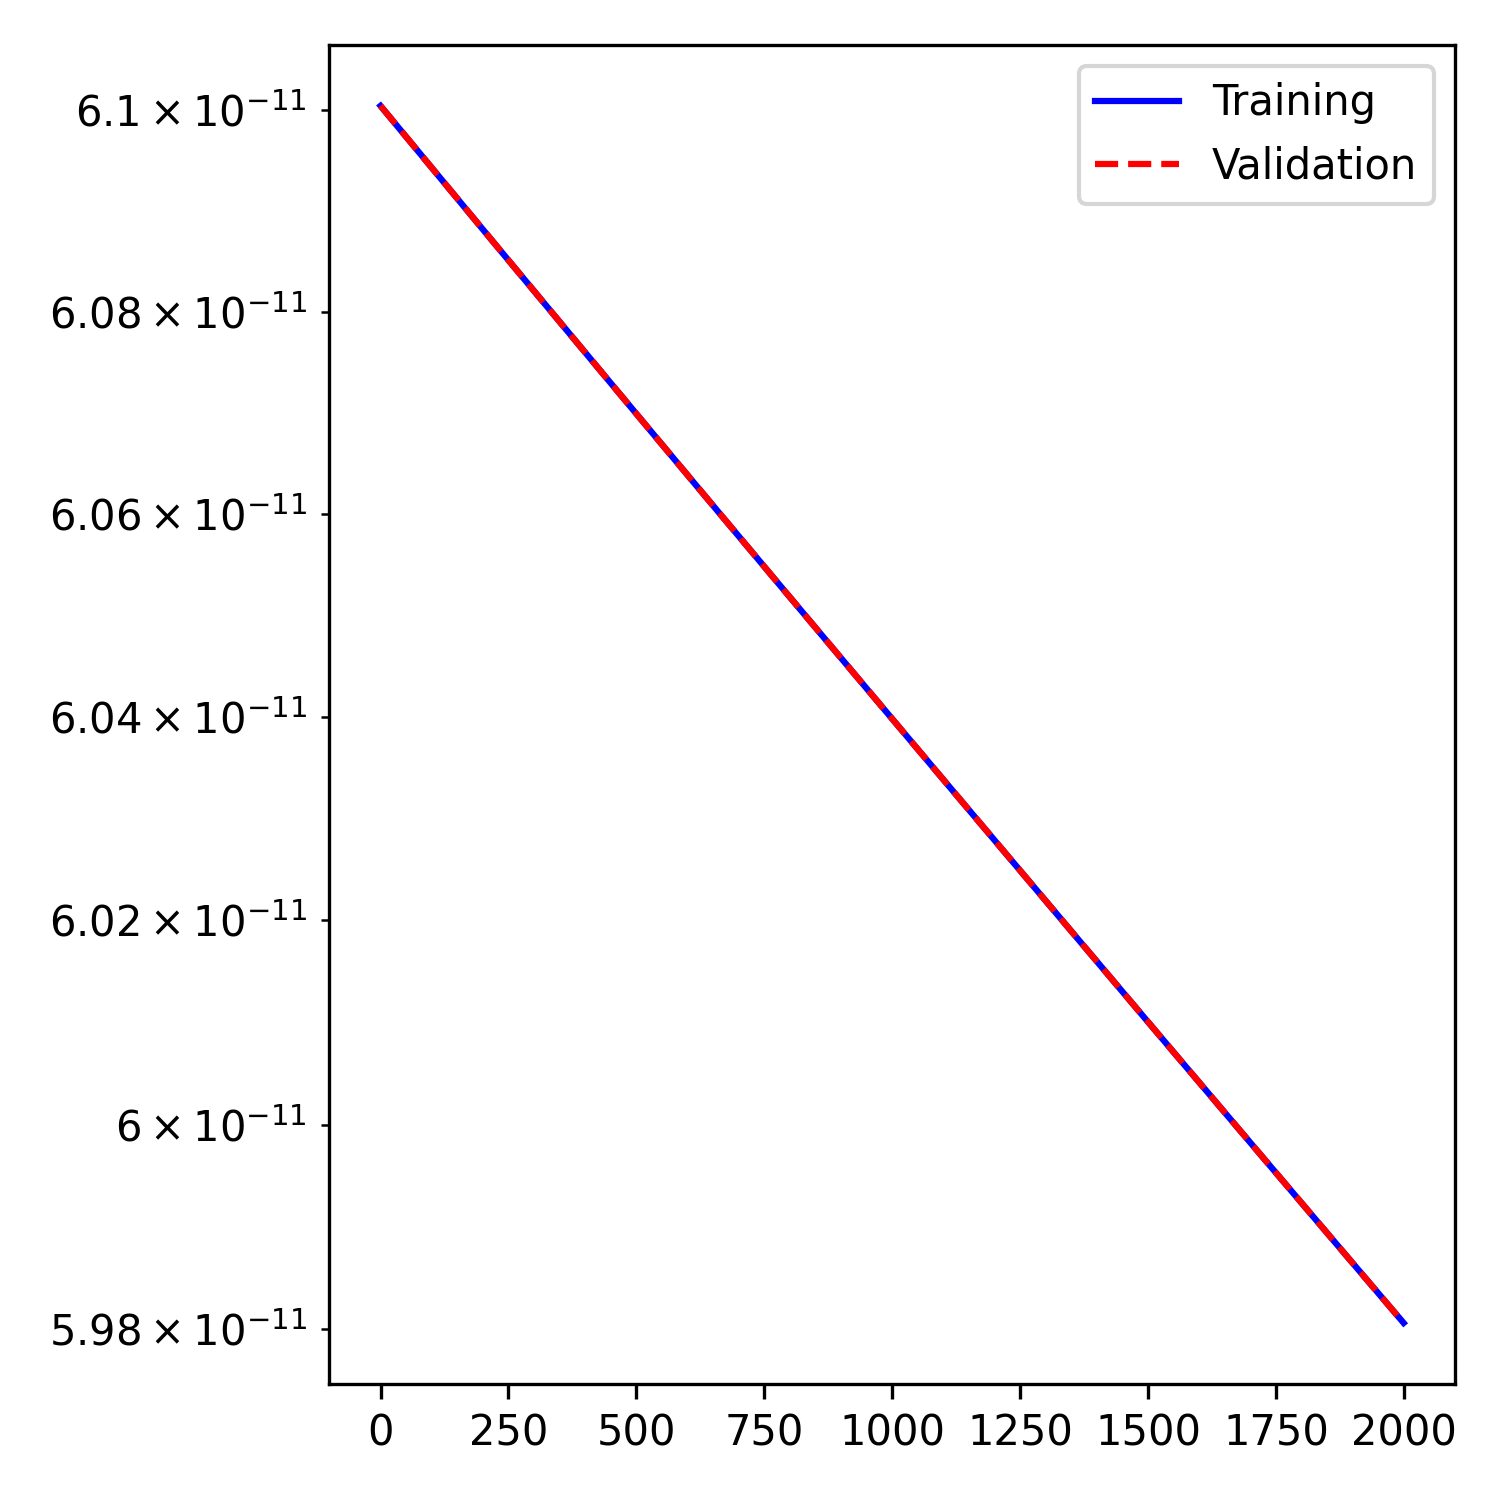 Training
Validation
6.1 × 10⁻¹¹
6.08 × 10⁻¹¹
6.06 × 10⁻¹¹
6.04 × 10⁻¹¹
6.02 × 10⁻¹¹
6 × 10⁻¹¹
5.98 × 10⁻¹¹
0 250 500 750 1000 1250 1500 1750 2000